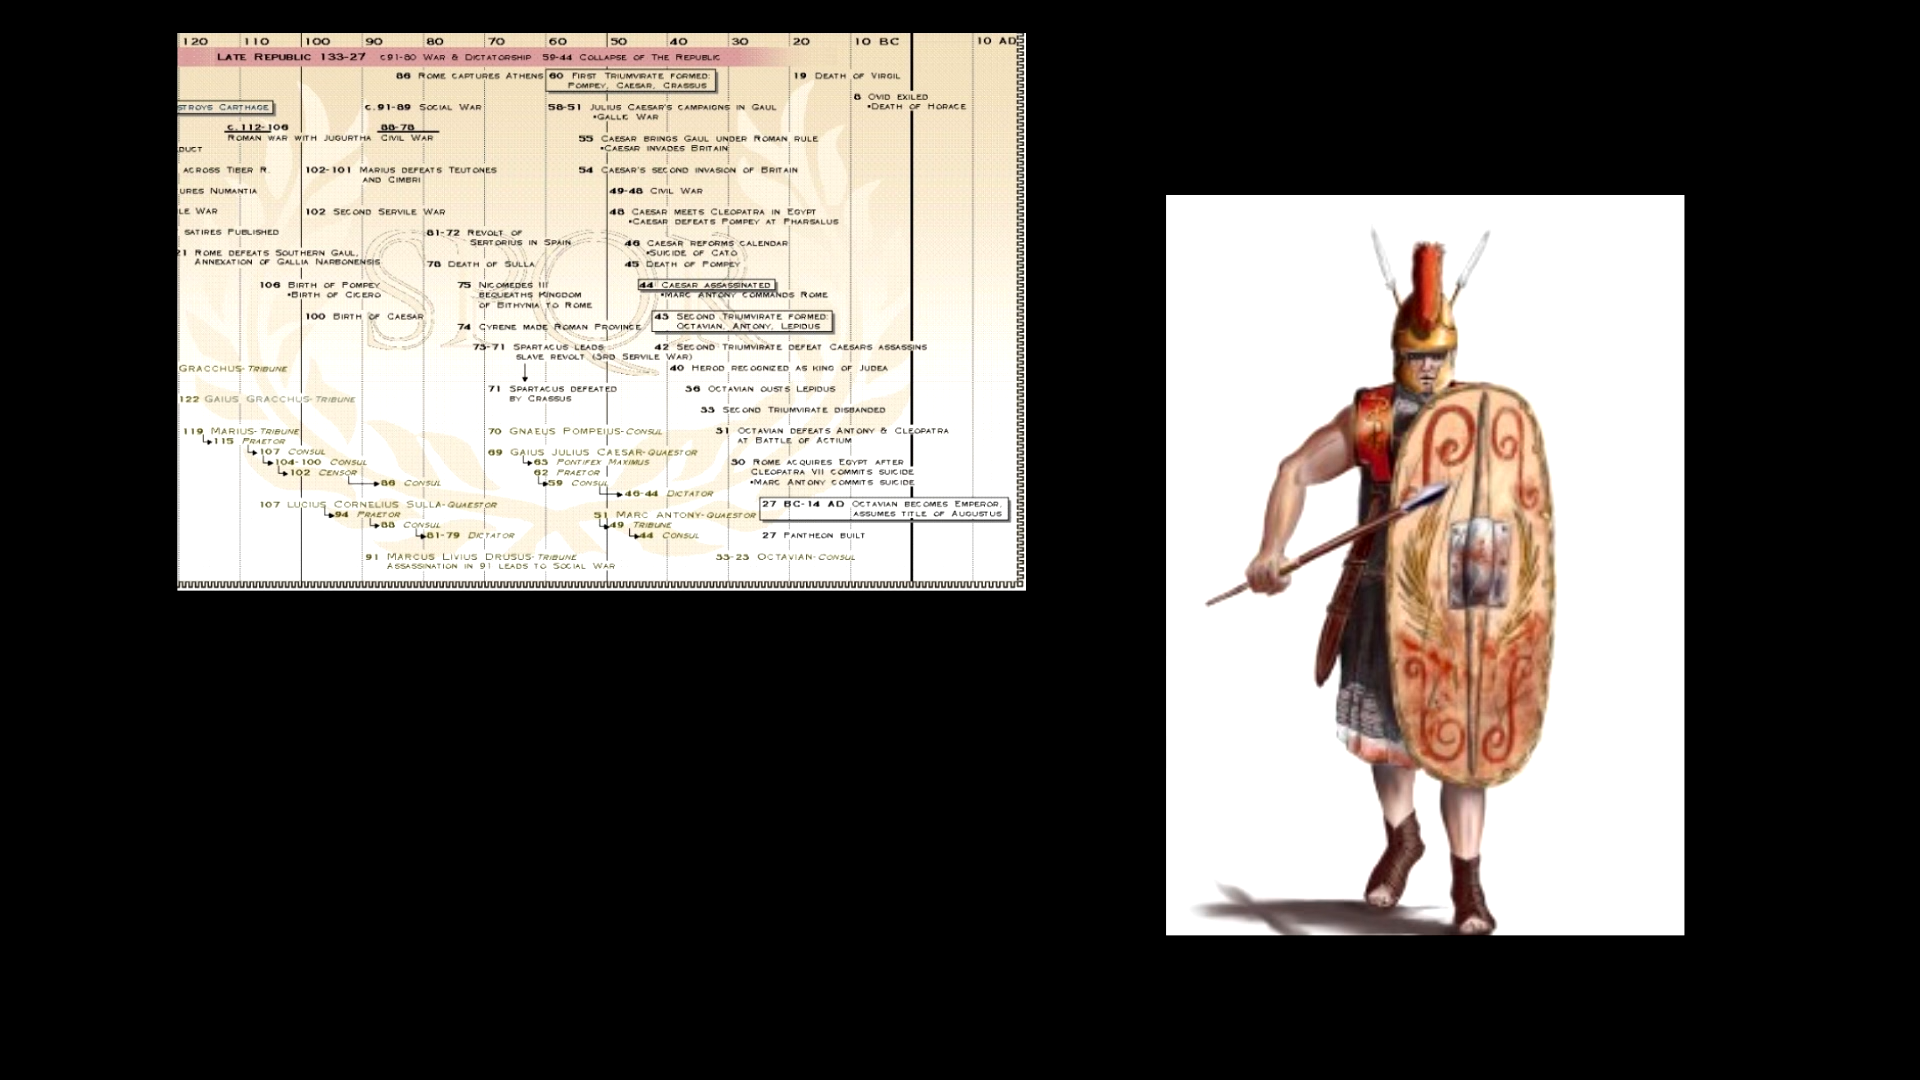 120 110 100 90 80 70 60 50 40 30 20 10 BC 10 AD
LATE REPUBLIC 133-27 c91-80 WAR & DICTATORSHIP 59-44 COLLAPSE OF THE REPUBLIC
86 ROME CAPTURES ATHENS
60 FIRST TRIUMVIRATE FORMED:
POMPEY, CAESAR, CRASSUS
19 DEATH OF VIRGIL
8 OVID EXILED
•DEATH OF HORACE
STROYS CARTHAGE
c.91-89 SOCIAL WAR
58-51 JULIUS CAESAR'S CAMPAIGNS IN GAUL
•GALLE WAR
c.112-106
ROMAN WAR WITH JUGURTHA
88-78
CIVIL WAR
55 CAESAR BRINGS GAUL UNDER ROMAN RULE
•CAESAR INVADES BRITAIN
DUCT
ACROSS TIBER R.
102-101 MARIUS DEFEATS TEUTONES
AND CIMBRI
54 CAESAR'S SECOND INVASION OF BRITAIN
URES NUMANTIA
49-48 CIVIL WAR
LE WAR
102 SECOND SERVILE WAR
48 CAESAR MEETS CLEOPATRA IN EGYPT
•CAESAR DEFEATS POMPEY AT PHARSALUS
SATIRES PUBLISHED
81-72 REVOLT OF
SERTORIUS IN SPAIN
46 CAESAR REFORMS CALENDAR
•SUICIDE OF CATO
21 ROME DEFEATS SOUTHERN GAUL,
ANNEXATION OF GALLIA NARBONENSIS
78 DEATH OF SULLA
45 DEATH OF POMPEY
106 BIRTH OF POMPEY
•BIRTH OF CICERO
75 NICOMEDES III
BEQUEATHS KINGDOM
OF BITHYNIA TO ROME
44 CAESAR ASSASSINATED
•MARC ANTONY COMMANDS ROME
100 BIRTH OF CAESAR
74 CYRENE MADE ROMAN PROVINCE
43 SECOND TRIUMVIRATE FORMED:
OCTAVIAN, ANTONY, LEPIDUS
SPQR
73-71 SPARTACUS LEADS
SLAVE REVOLT (3RD SERVILE WAR)
42 SECOND TRIUMVIRATE DEFEAT CAESARS ASSASSINS
GRACCHUS-TRIBUNE
40 HEROD RECOGNIZED AS KING OF JUDEA
71 SPARTACUS DEFEATED
BY CRASSUS
36 OCTAVIAN OUSTS LEPIDUS
122 GAIUS GRACCHUS-TRIBUNE
33 SECOND TRIUMVIRATE DISBANDED
119 MARIUS-TRIBUNE
115 PRAETOR
107 CONSUL
104-100 CONSUL
102 CENSOR
86 CONSUL
70 GNAEUS POMPEIUS-CONSUL
69 GAIUS JULIUS CAESAR-QUAESTOR
63 PONTIFEX MAXIMUS
62 PRAETOR
59 CONSUL
46-44 DICTATOR
31 OCTAVIAN DEFEATS ANTONY & CLEOPATRA
AT BATTLE OF ACTIUM
30 ROME ACQUIRES EGYPT AFTER
CLEOPATRA VII COMMITS SUICIDE
•MARC ANTONY COMMITS SUICIDE
107 LUCIUS CORNELIUS SULLA-QUAESTOR
94 PRAETOR
88 CONSUL
81-79 DICTATOR
51 MARC ANTONY-QUAESTOR
49 TRIBUNE
44 CONSUL
27 BC-14 AD OCTAVIAN BECOMES EMPEROR,
ASSUMES TITLE OF AUGUSTUS
27 PANTHEON BUILT
91 MARCUS LIVIUS DRUSUS-TRIBUNE
ASSASSINATION IN 91 LEADS TO SOCIAL WAR
33-23 OCTAVIAN-CONSUL